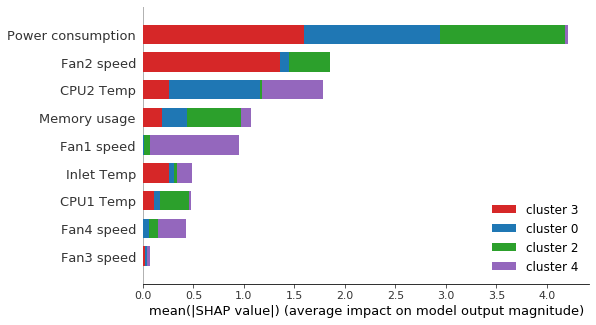 Power consumption
Fan2 speed
CPU2 Temp
Memory usage
Fan1 speed
Inlet Temp
CPU1 Temp
Fan4 speed
Fan3 speed
cluster 3
cluster 0
cluster 2
cluster 4
0.0 0.5 1.0 1.5 2.0 2.5 3.0 3.5 4.0
mean(|SHAP value|) (average impact on model output magnitude)